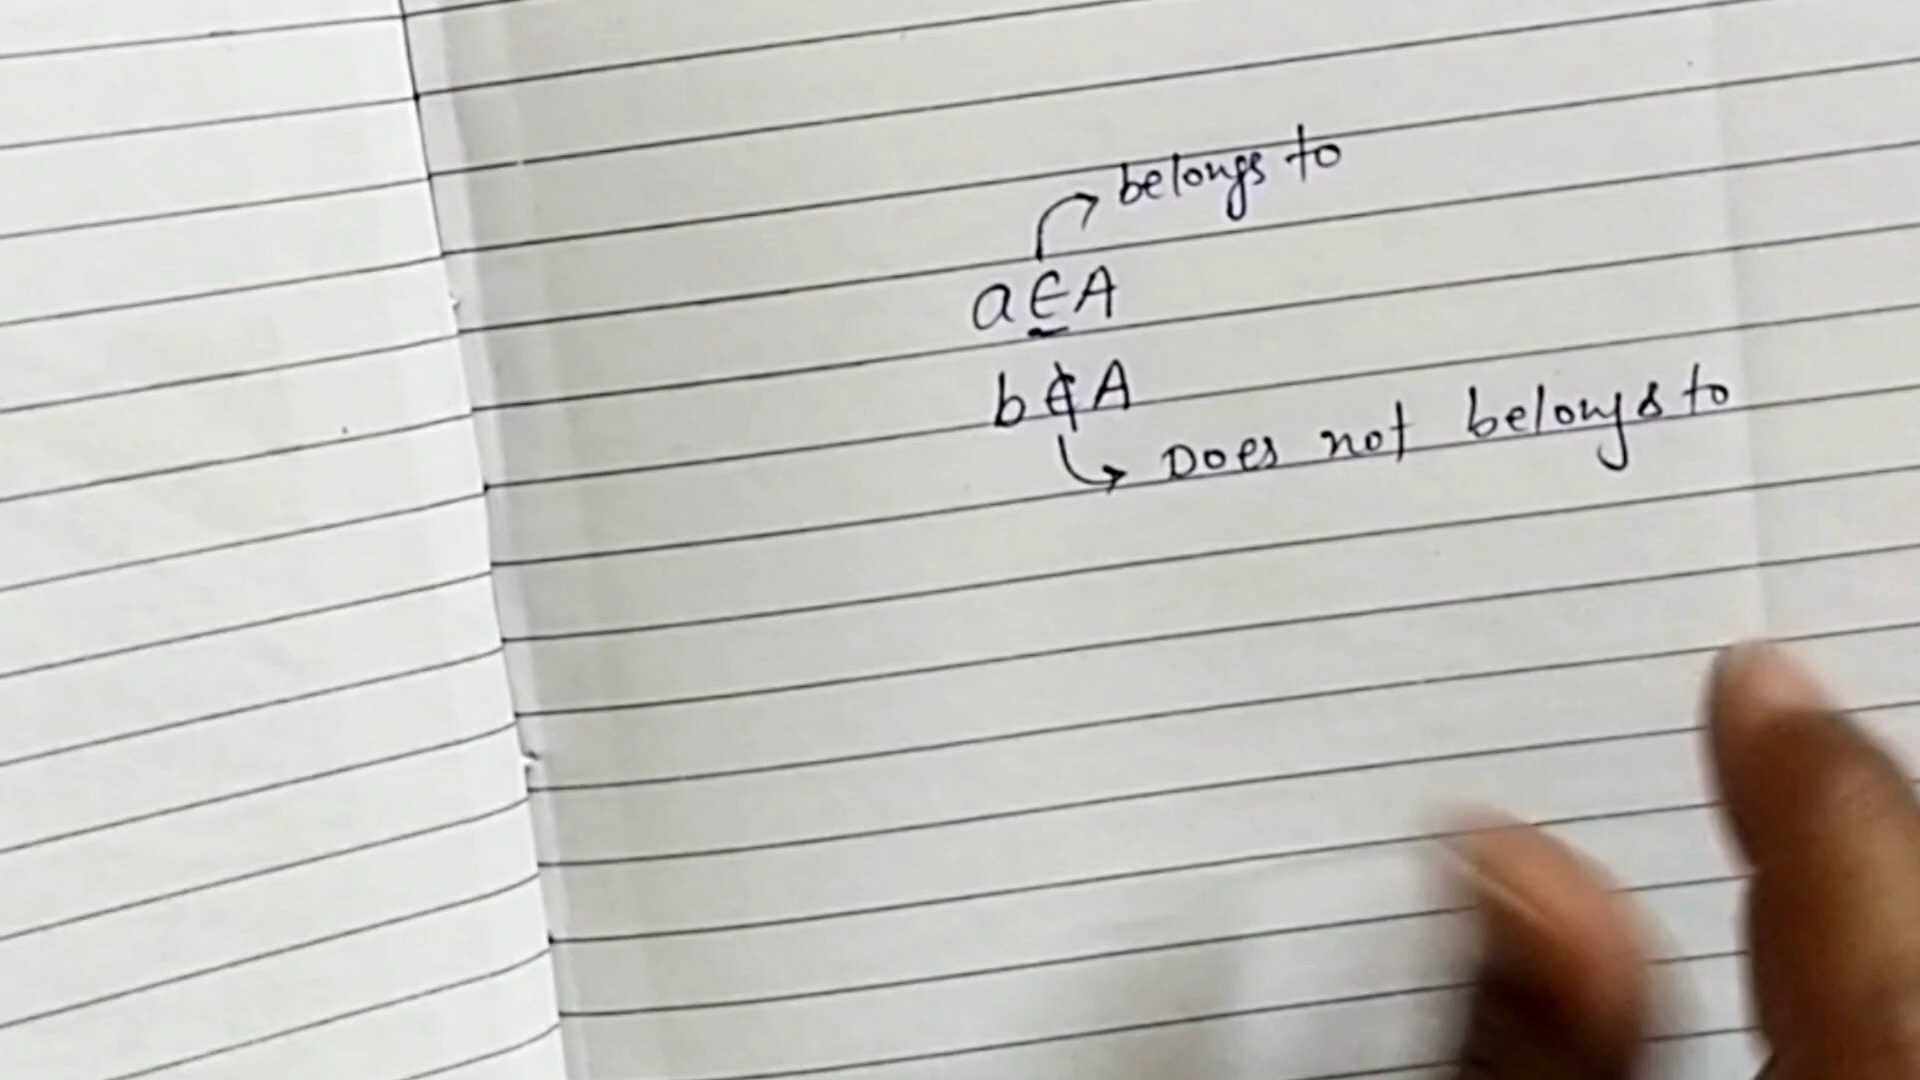 belongs to
a ∈ A
b ∉ A
Does not belongs to